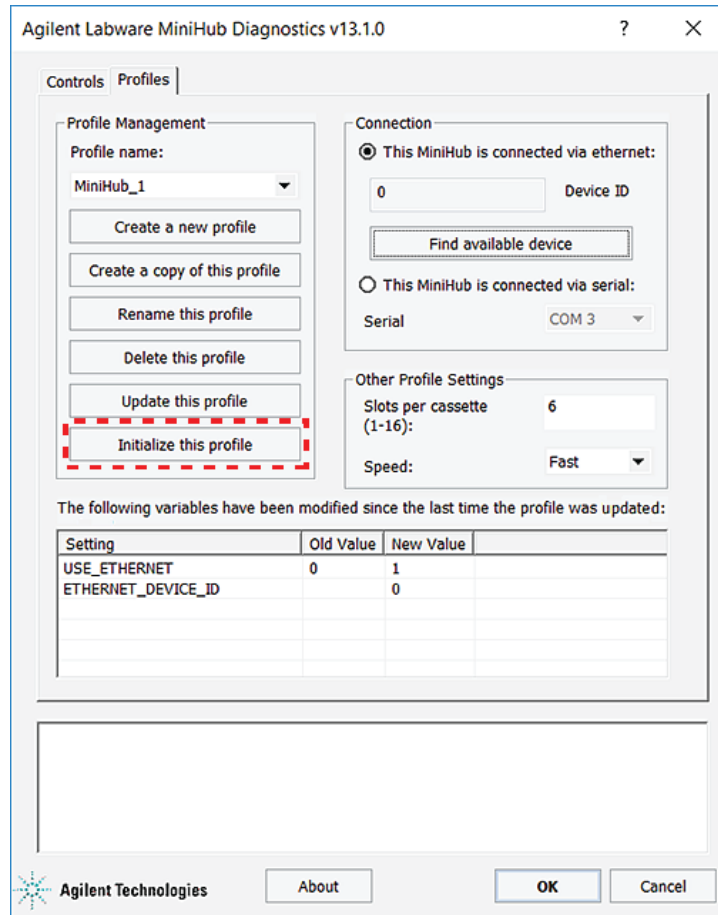 Agilent Labware MiniHub Diagnostics v13.1.0 ?
Controls Profiles
Profile Management
Profile name:
MiniHub_1
Create a new profile
Create a copy of this profile
Rename this profile
Delete this profile
Update this profile
Initialize this profile
Connection
This MiniHub is connected via ethernet:
0 Device ID
Find available device
This MiniHub is connected via serial:
Serial COM 3
Other Profile Settings
Slots per cassette 6
(1-16):
Speed: Fast
The following variables have been modified since the last time the profile was updated:
Setting Old Value New Value
USE_ETHERNET 0 1
ETHERNET_DEVICE_ID 0
Agilent Technologies About OK Cancel